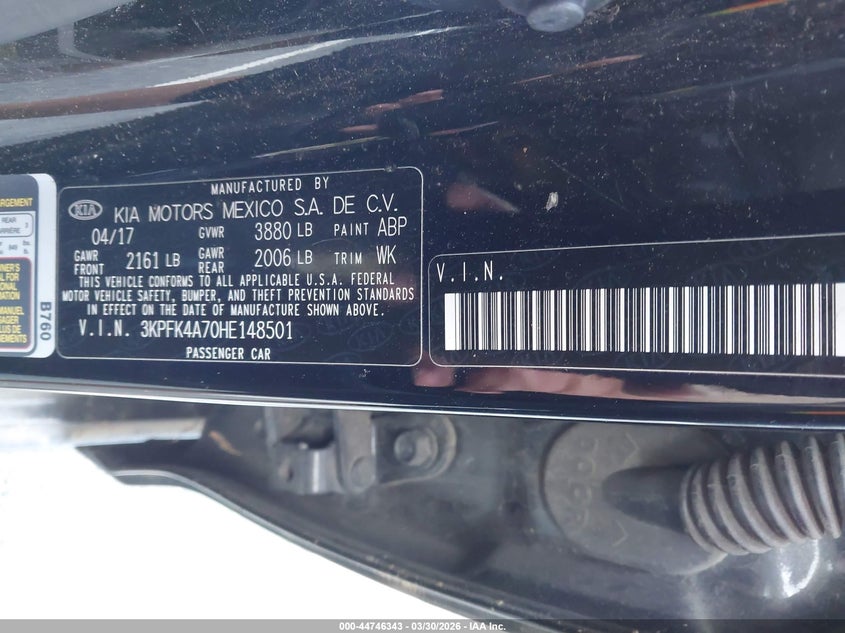 MANUFACTURED BY
KIA KIA MOTORS MEXICO S.A. DE C.V.
04/17 GVWR 3880 LB PAINT ABP
GAWR FRONT 2161 LB GAWR REAR 2006 LB TRIM WK
THIS VEHICLE CONFORMS TO ALL APPLICABLE U.S.A. FEDERAL
MOTOR VEHICLE SAFETY, BUMPER, AND THEFT PREVENTION STANDARDS
IN EFFECT ON THE DATE OF MANUFACTURE SHOWN ABOVE.
V.I.N. 3KPFK4A70HE148501
PASSENGER CAR
V.I.N.
REAR
B760
000-44746343 - 03/30/2026 - IAA Inc.